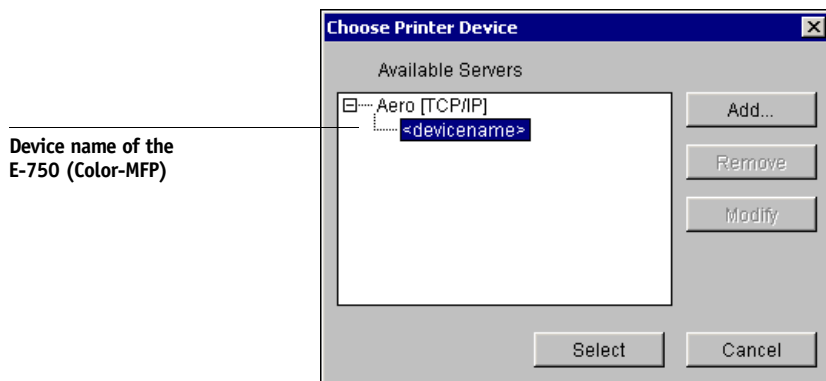 Choose Printer Device
Available Servers
Aero [TCP/IP]
<devicename>
Add...
Remove
Modify
Select
Cancel
Device name of the
E-750 (Color-MFP)